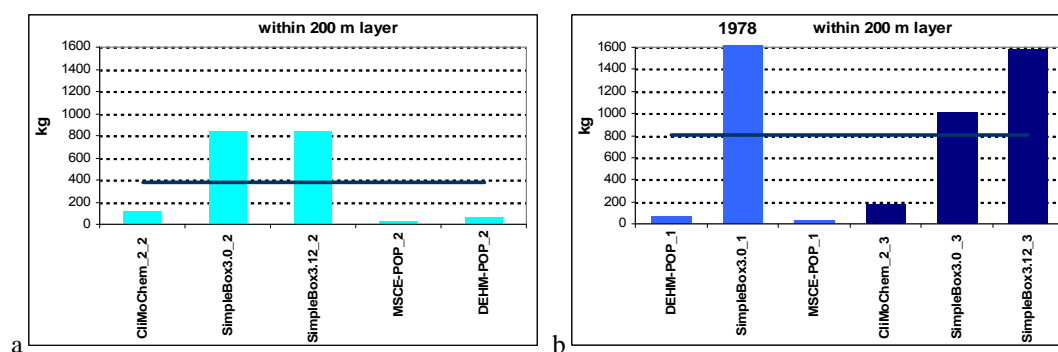 within 200 m layer
1600
1400
1200
1000
800
600
400
200
0
kg
CliMoChem_2_2
SimpleBox3.0_2
SimpleBox3.12_2
MSCE-POP_2
DEHM-POP_2
a
1978 within 200 m layer
1600
1400
1200
1000
800
600
400
200
0
kg
DEHM-POP_1
SimpleBox3.0_1
MSCE-POP_1
CliMoChem_2_3
SimpleBox3.0_3
SimpleBox3.12_3
b